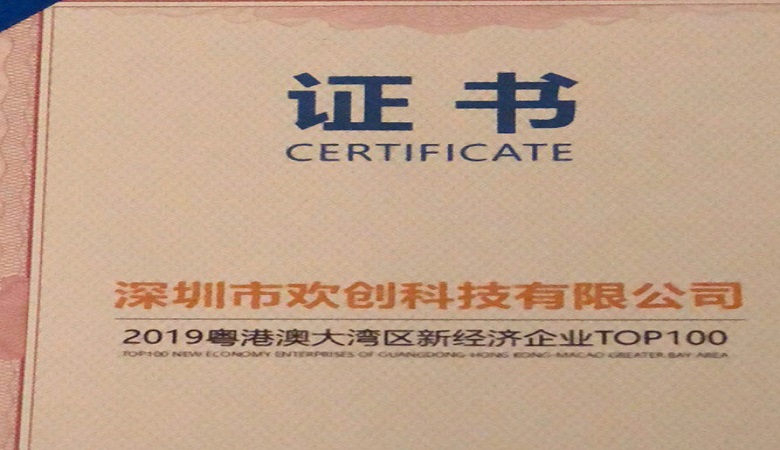 证书
CERTIFICATE
深圳市欢创科技有限公司
2019粤港澳大湾区新经济企业TOP100
TOP100 NEW ECONOMY ENTERPRISES OF GUANGDONG-HONG KONG-MACAO GREATER BAY AREA